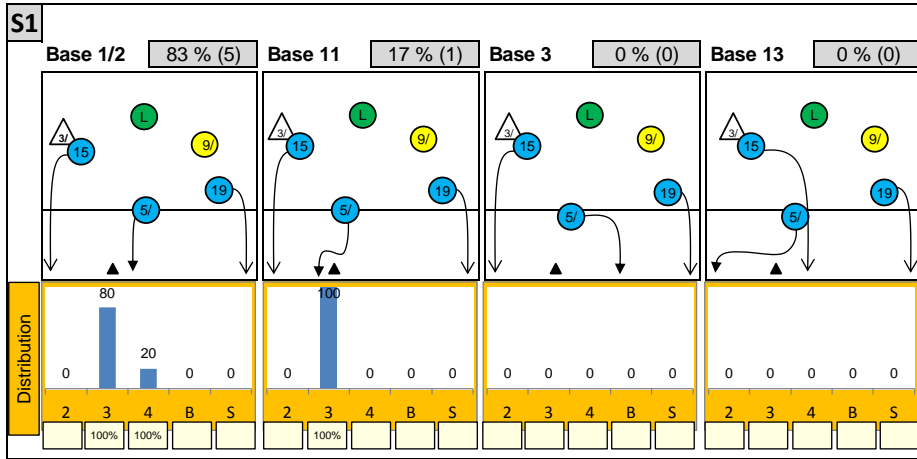 S1
Base 1/2 83 % (5) Base 11 17 % (1) Base 3 0 % (0) Base 13 0 % (0)
L L L L
3/ 3/ 3/ 3/
15 9/ 15 9/ 15 9/ 15 9/
19 19 19 19
5/ 5/ 5/ 5/
Distribution
80 100
20
0 0 0 0 0 0 0 0 0 0 0 0 0 0 0 0 0
2 3 4 B S 2 3 4 B S 2 3 4 B S 2 3 4 B S
100% 100% 100%